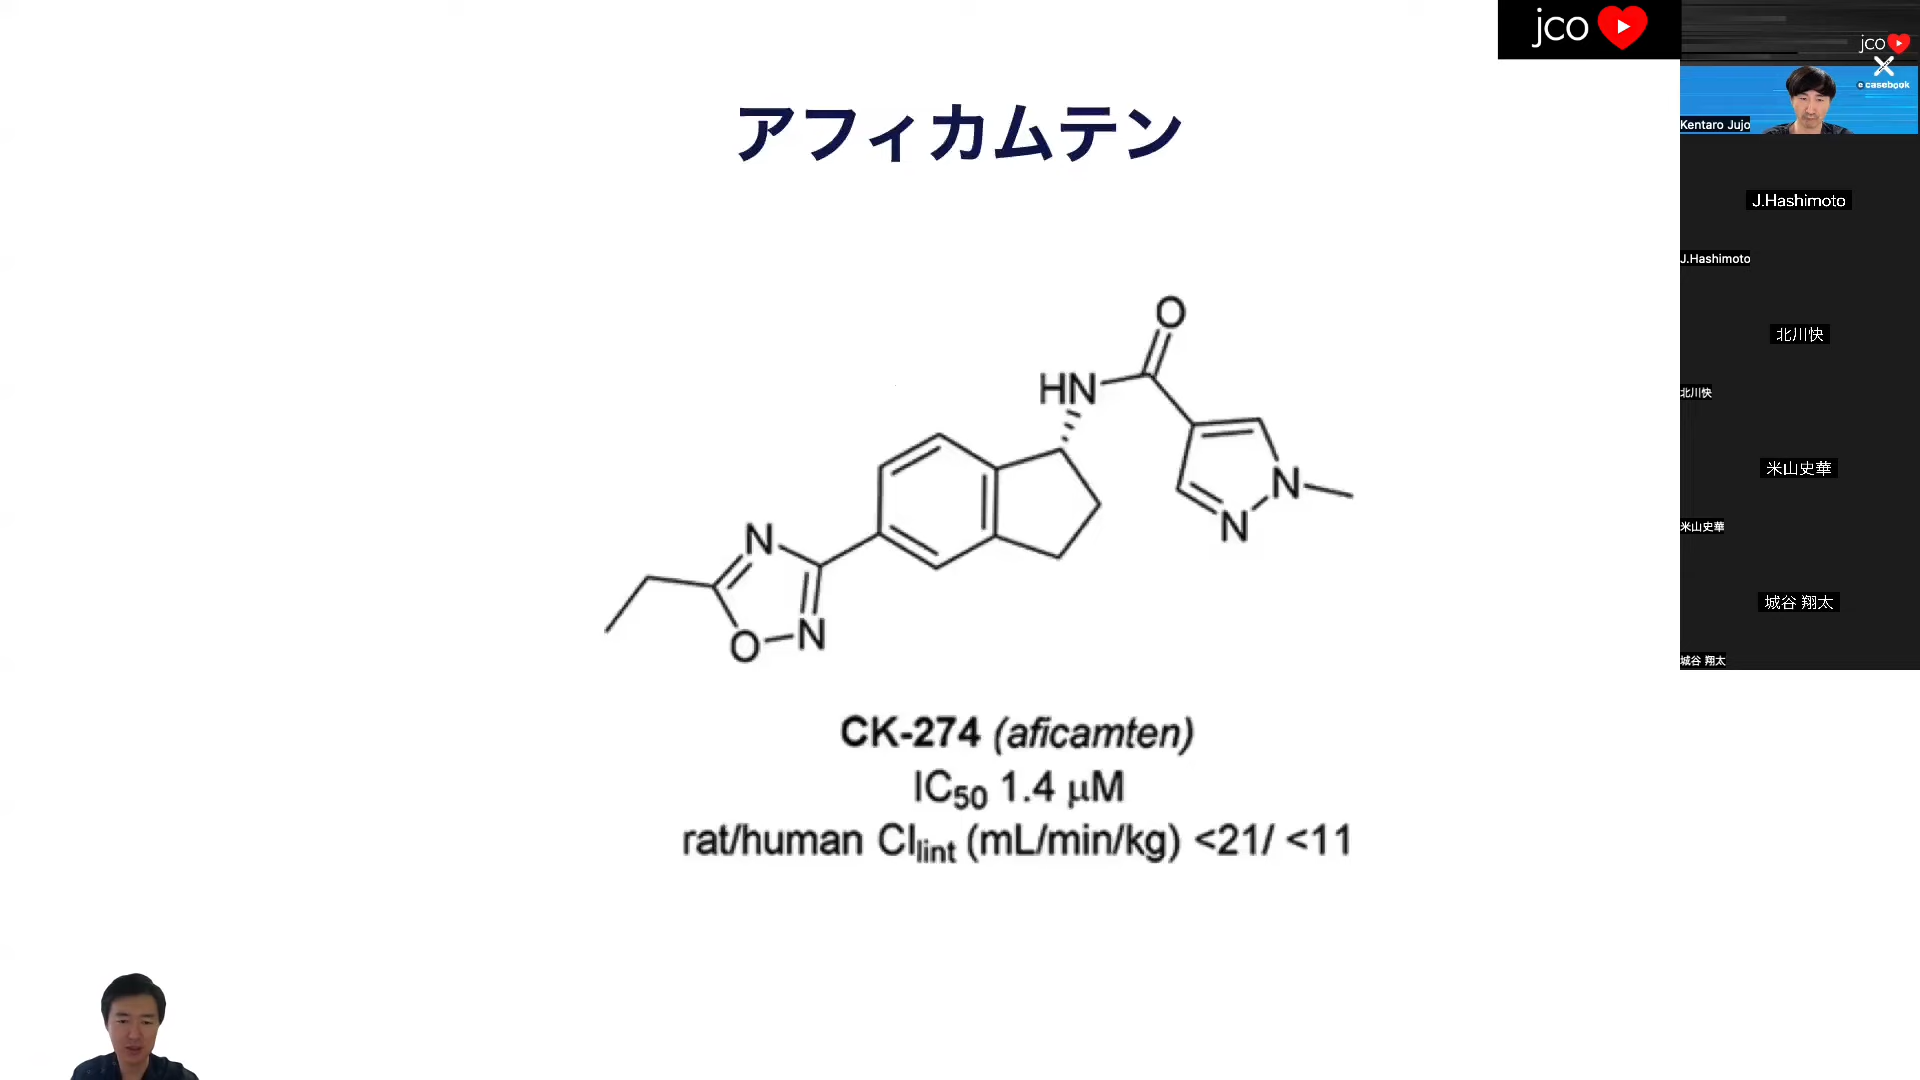 jco
アフィカムテン
O
HN
N
N
N
O
N
CK-274 (aficamten)
IC50 1.4 μM
rat/human Cllint (mL/min/kg) <21/ <11
jco
e casebook
Kentaro Jujo
J.Hashimoto
J.Hashimoto
北川快
北川快
米山史華
米山史華
城谷 翔太
城谷 翔太